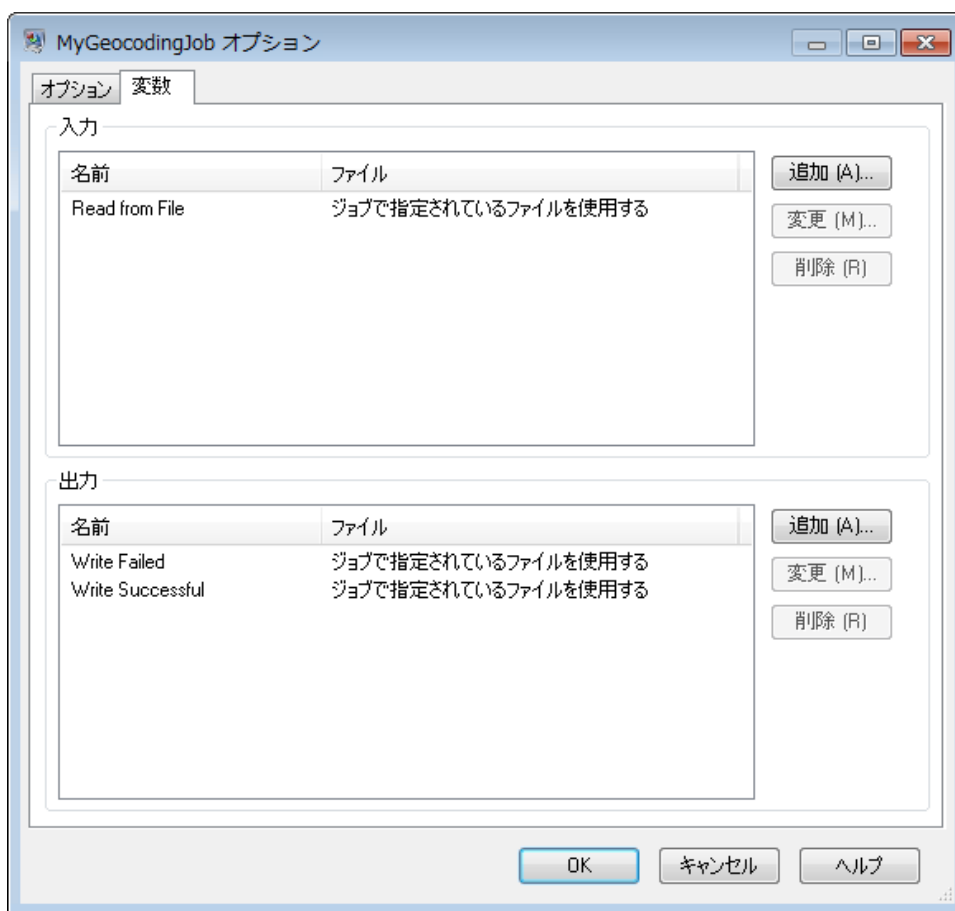 MyGeocodingJob オプション
オプション 変数
入力
名前 ファイル 追加 (A)...
Read from File ジョブで指定されているファイルを使用する
変更 (M)...
削除 (R)
出力
名前 ファイル 追加 (A)...
Write Failed ジョブで指定されているファイルを使用する
変更 (M)...
Write Successful ジョブで指定されているファイルを使用する
削除 (R)
OK キャンセル ヘルプ